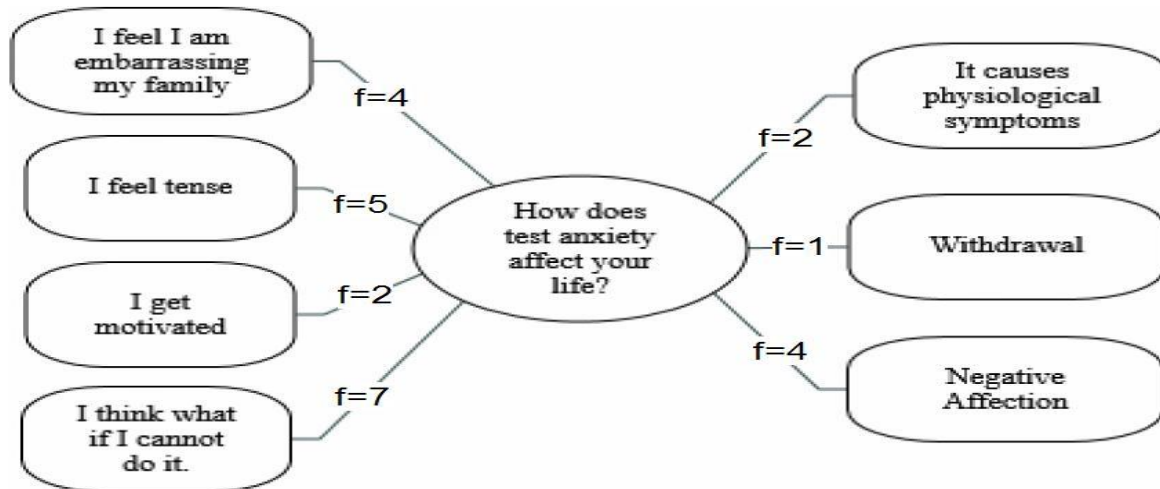 I feel I am
embarrassing
my family
f=4
I feel tense
f=5
I get
motivated
f=2
I think what
if I cannot
do it.
f=7
How does
test anxiety
affect your
life?
It causes
physiological
symptoms
f=2
Withdrawal
f=1
Negative
Affection
f=4